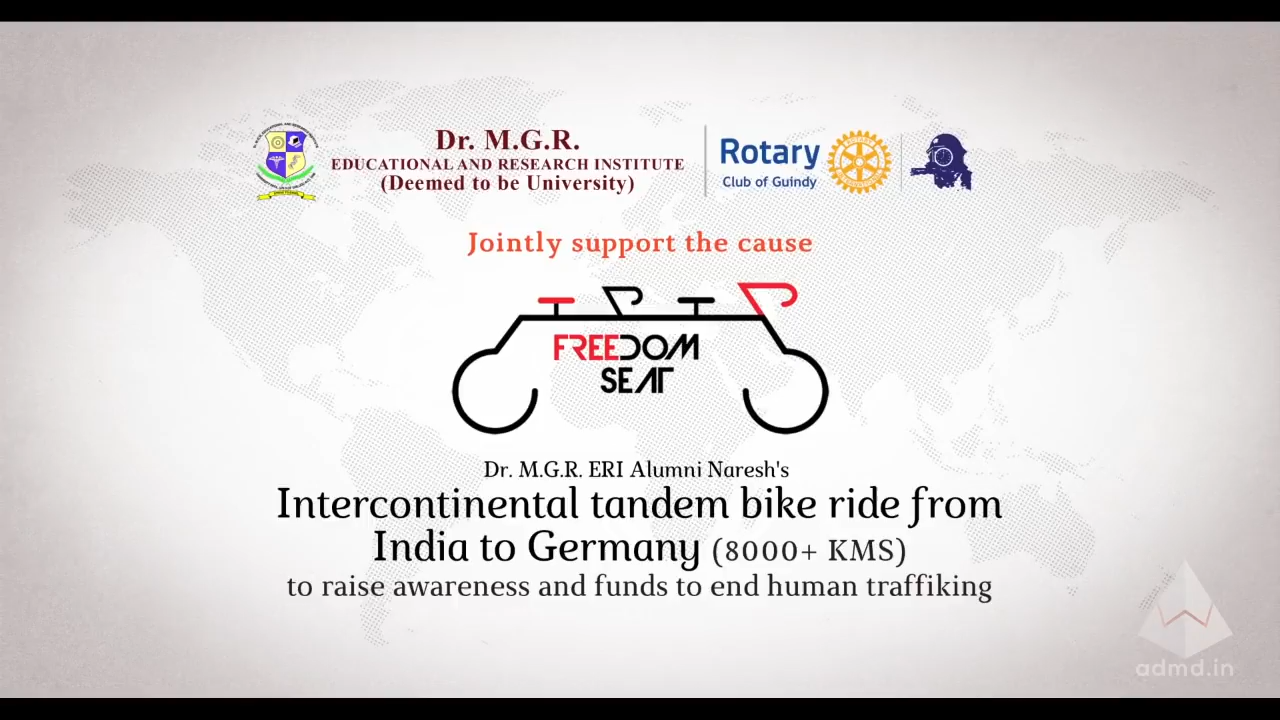 Dr. M.G.R.
EDUCATIONAL AND RESEARCH INSTITUTE
(Deemed to be University)
Rotary
Club of Guindy
Jointly support the cause
FREEDOM
SEAT
Dr. M.G.R. ERI Alumni Naresh's
Intercontinental tandem bike ride from
India to Germany (8000+ KMS)
to raise awareness and funds to end human traffiking
admd.in